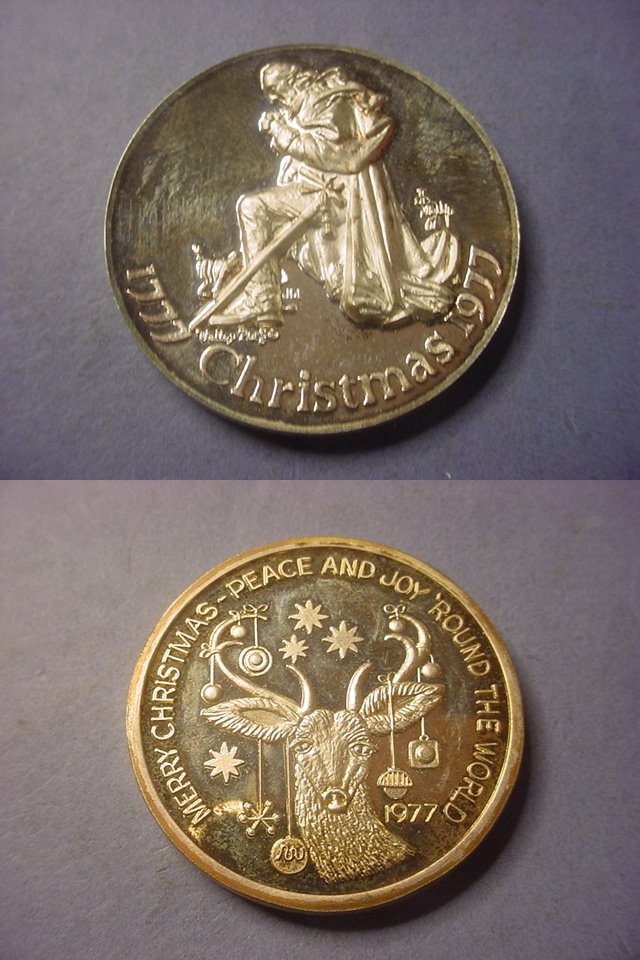 1777 Christmas 1977
MERRY CHRISTMAS - PEACE AND JOY 'ROUND THE WORLD
1977